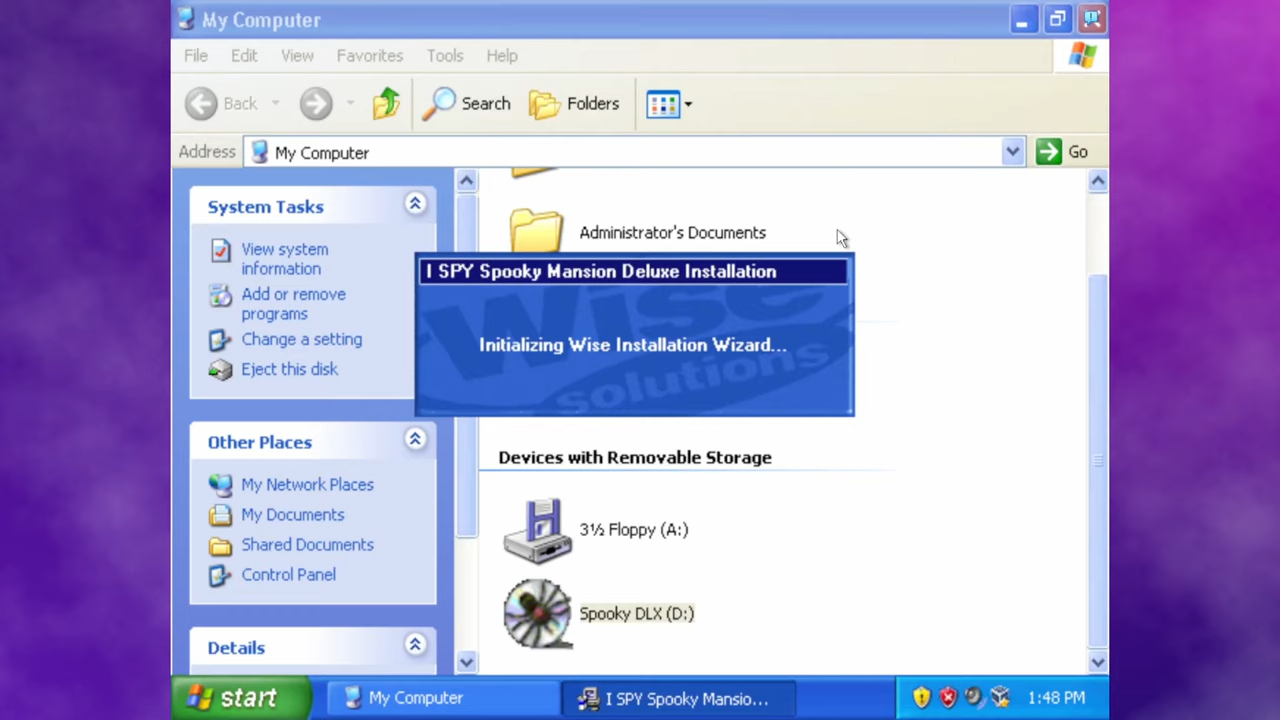 My Computer
File Edit View Favorites Tools Help
Back Search Folders
Address My Computer Go
System Tasks
View system
information
Add or remove
programs
Change a setting
Eject this disk
Other Places
My Network Places
My Documents
Shared Documents
Control Panel
Details
Administrator's Documents
I SPY Spooky Mansion Deluxe Installation
Wise
solutions
Initializing Wise Installation Wizard...
Devices with Removable Storage
3½ Floppy (A:)
Spooky DLX (D:)
start My Computer I SPY Spooky Mansio... 1:48 PM